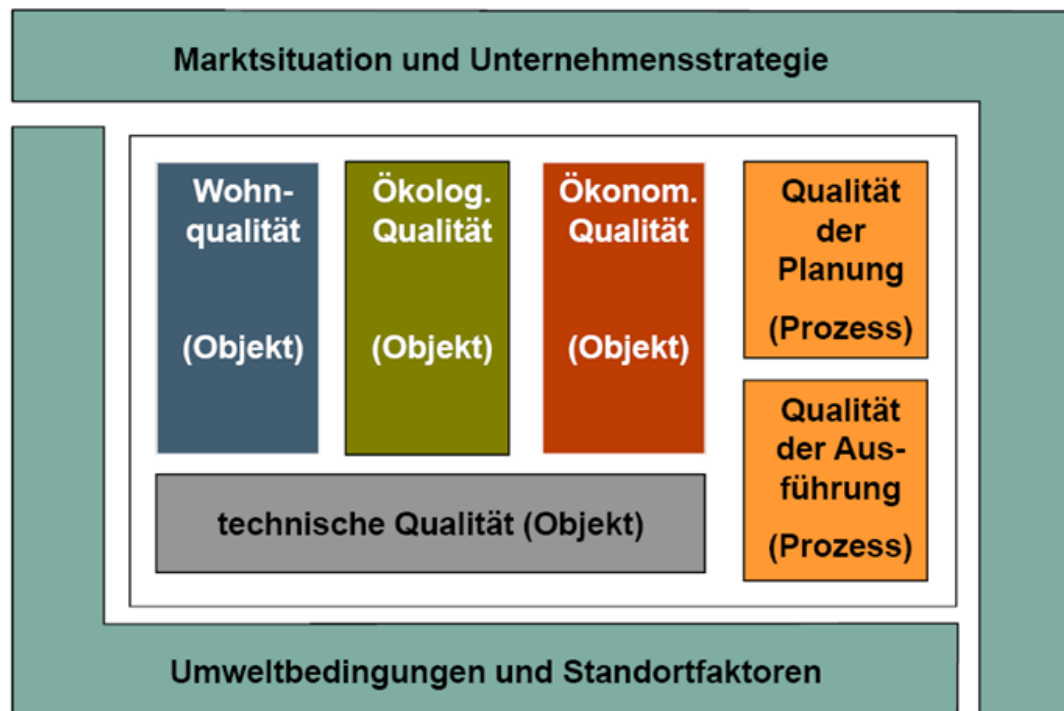 Marktsituation und Unternehmensstrategie
Wohn-
qualität
(Objekt)
Ökolog.
Qualität
(Objekt)
Ökonom.
Qualität
(Objekt)
Qualität
der
Planung
(Prozess)
Qualität
der Aus-
führung
(Prozess)
technische Qualität (Objekt)
Umweltbedingungen und Standortfaktoren